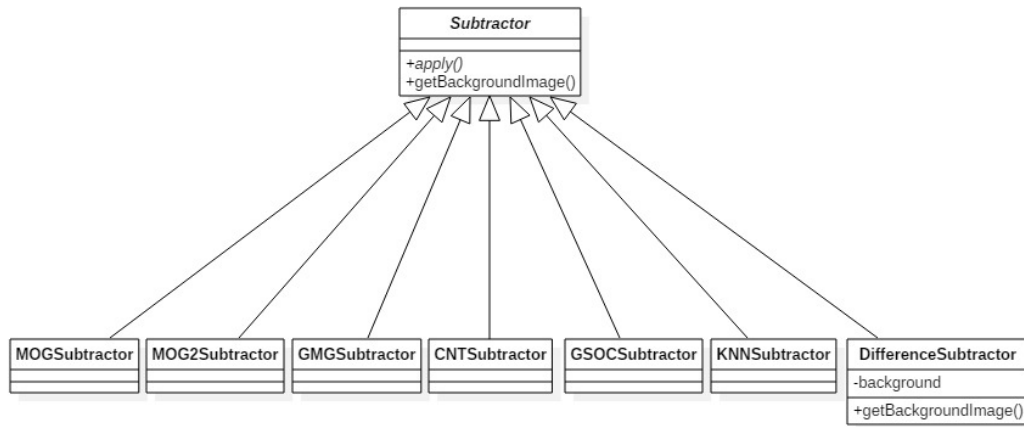 Subtractor
+apply()
+getBackgroundImage()
MOGSubtractor
MOG2Subtractor
GMGSubtractor
CNTSubtractor
GSOCSubtractor
KNNSubtractor
DifferenceSubtractor
-background
+getBackgroundImage()